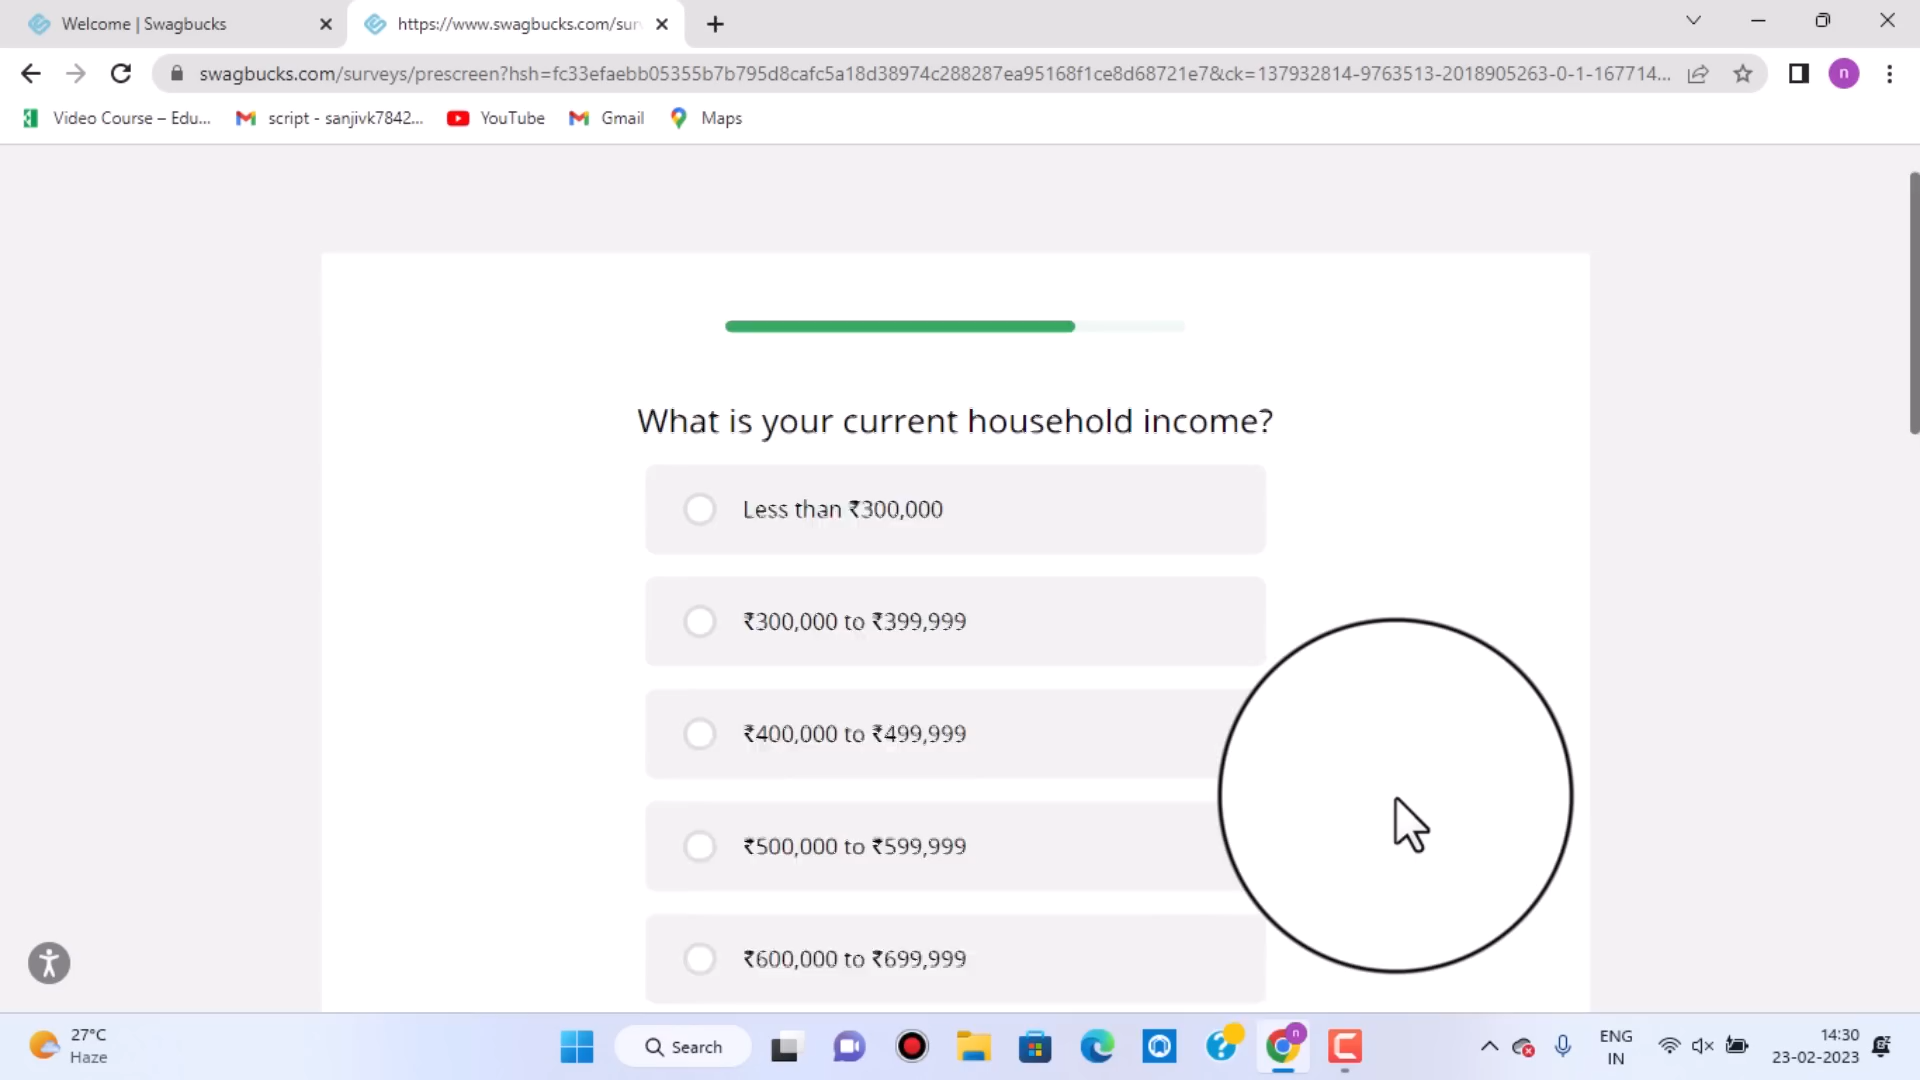 Welcome | Swagbucks
https://www.swagbucks.com/sur
swagbucks.com/surveys/prescreen?hsh=fc33efaebb05355b7b795d8cafc5a18d38974c288287ea95168f1ce8d68721e7&ck=137932814-9763513-2018905263-0-1-167714...
n
Video Course – Edu...
script - sanjivk7842...
YouTube
Gmail
Maps
What is your current household income?
Less than ₹300,000
₹300,000 to ₹399,999
₹400,000 to ₹499,999
₹500,000 to ₹599,999
₹600,000 to ₹699,999
27°C
Haze
Search
n
ENG
IN
14:30
23-02-2023